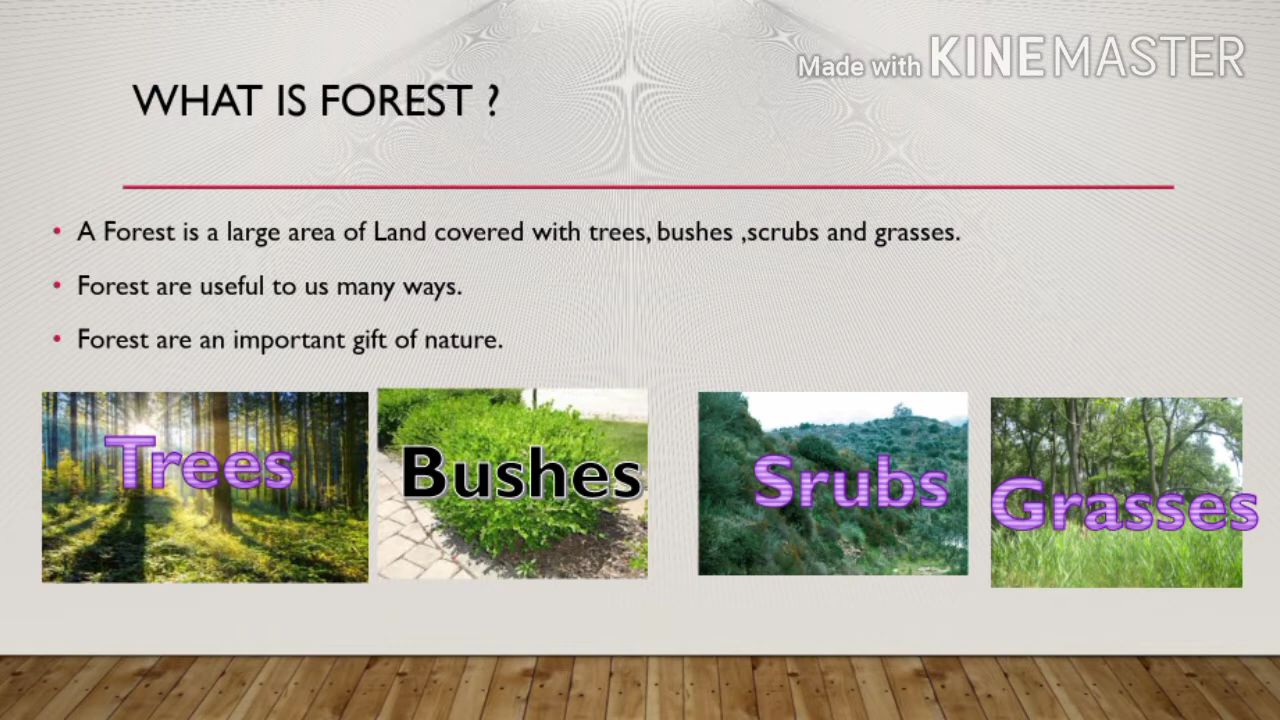 Made with KINEMASTER
WHAT IS FOREST ?
• A Forest is a large area of Land covered with trees, bushes ,scrubs and grasses.
• Forest are useful to us many ways.
• Forest are an important gift of nature.
Trees
Bushes
Srubs
Grasses